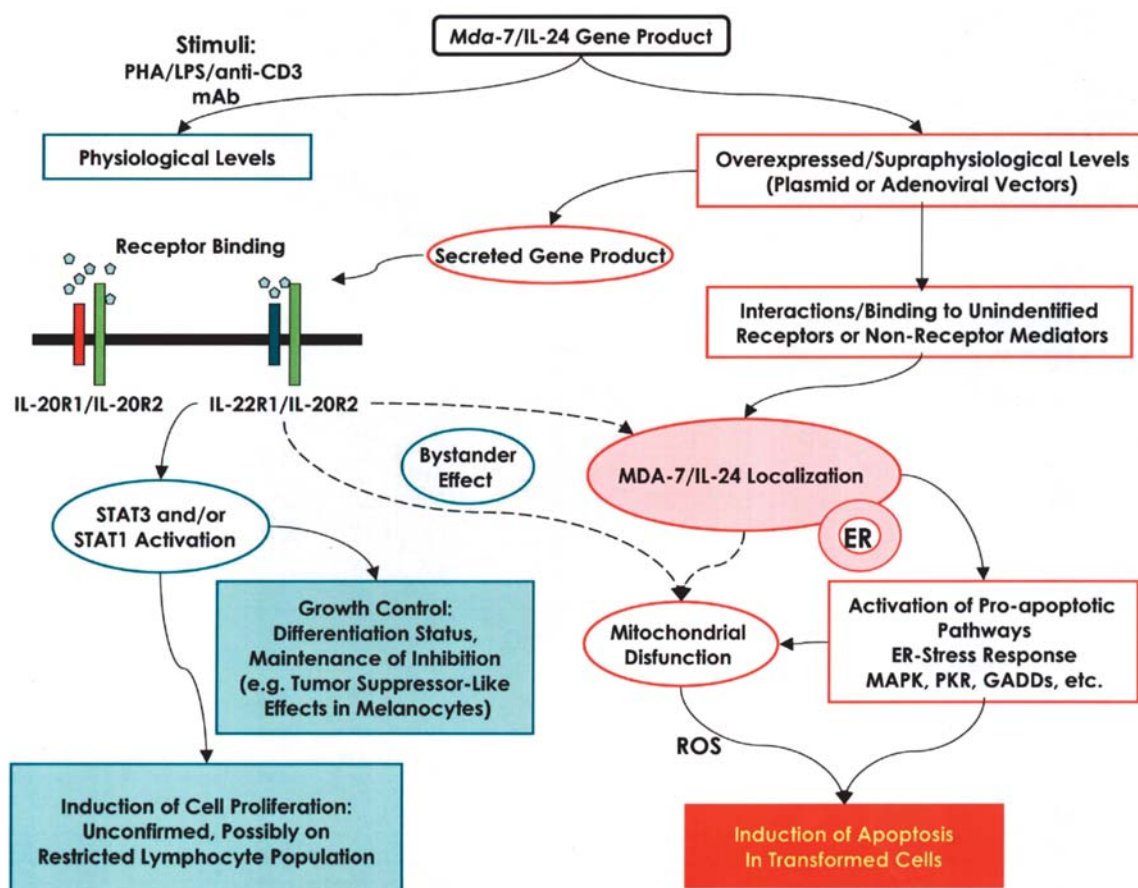 Mda-7/IL-24 Gene Product
Stimuli:
PHA/LPS/anti-CD3
mAb
Physiological Levels
Overexpressed/Supraphysiological Levels
(Plasmid or Adenoviral Vectors)
Receptor Binding
Secreted Gene Product
Interactions/Binding to Unidentified
Receptors or Non-Receptor Mediators
IL-20R1/IL-20R2
IL-22R1/IL-20R2
Bystander
Effect
MDA-7/IL-24 Localization
ER
STAT3 and/or
STAT1 Activation
Growth Control:
Differentiation Status,
Maintenance of Inhibition
(e.g. Tumor Suppressor-Like
Effects in Melanocytes)
Mitochondrial
Disfunction
Activation of Pro-apoptotic
Pathways
ER-Stress Response
MAPK, PKR, GADDs, etc.
ROS
Induction of Cell Proliferation:
Unconfirmed, Possibly on
Restricted Lymphocyte Population
Induction of Apoptosis
In Transformed Cells